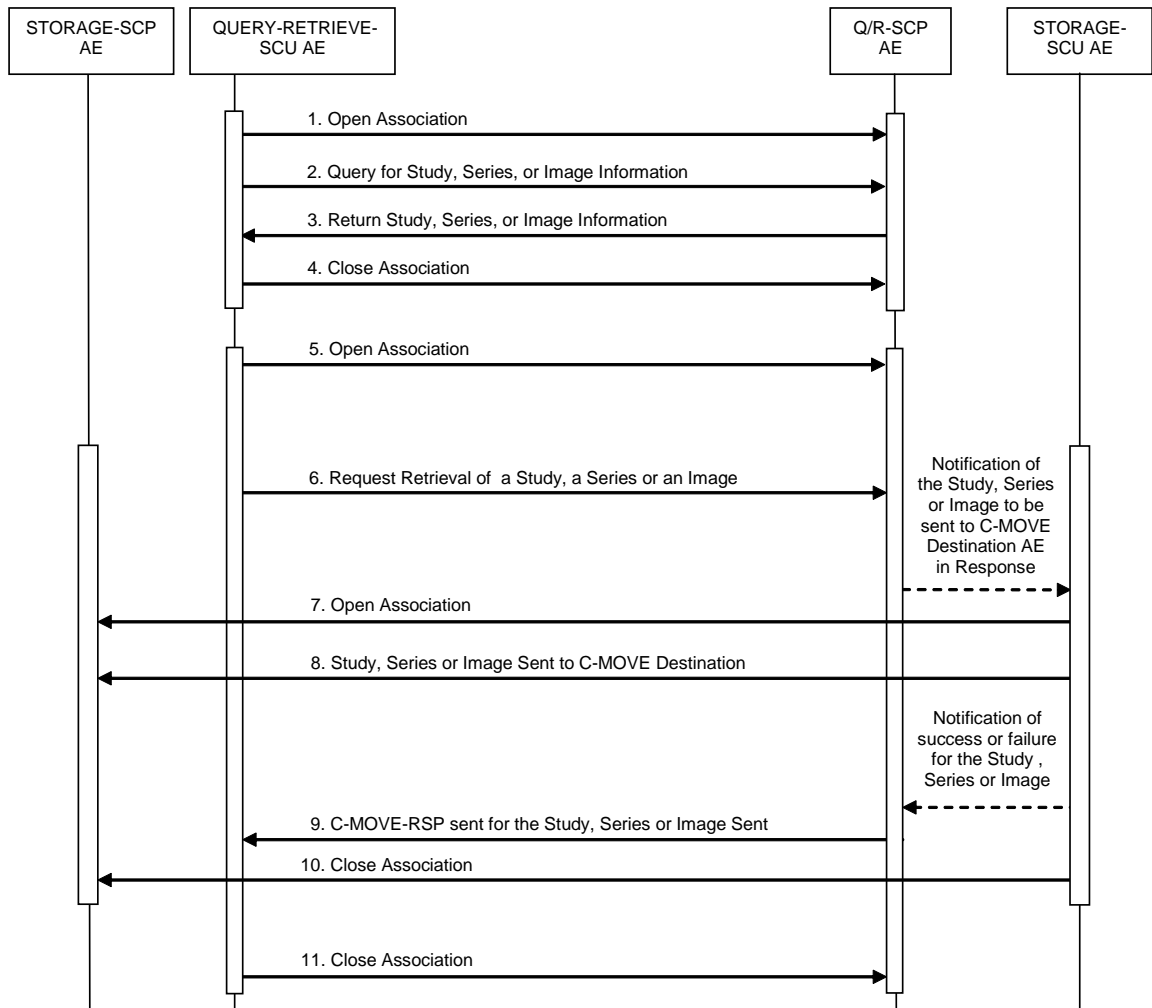 STORAGE-SCP
AE
QUERY-RETRIEVE-
SCU AE
Q/R-SCP
AE
STORAGE-
SCU AE
1. Open Association
2. Query for Study, Series, or Image Information
3. Return Study, Series, or Image Information
4. Close Association
5. Open Association
6. Request Retrieval of a Study, a Series or an Image
Notification of
the Study, Series
or Image to be
sent to C-MOVE
Destination AE
in Response
7. Open Association
8. Study, Series or Image Sent to C-MOVE Destination
Notification of
success or failure
for the Study ,
Series or Image
9. C-MOVE-RSP sent for the Study, Series or Image Sent
10. Close Association
11. Close Association